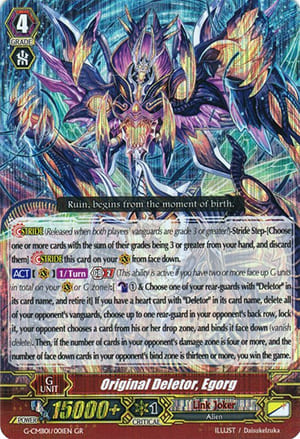 4
GRADE
Ruin, begins from the moment of birth.
STRIDE (Released when both players' vanguards are grade 3 or greater!)-Stride Step-[Choose
one or more cards with the sum of their grades being 3 or greater from your hand, and discard
them] STRIDE this card on your from face down.
ACT 1/Turn 2 (This ability is active if you have two or more face up G units
in total on your or G zone!): 1 & Choose one of your rear-guards with "Deletor" in
its card name, and retire it] If you have a heart card with "Deletor" in its card name, delete all of
your opponent's vanguards, choose up to one rear-guard in your opponent's back row, lock
it, your opponent chooses a card from his or her drop zone, and binds it face down (vanish
delete). Then, if the number of cards in your opponent's damage zone is four or more, and the
number of face down cards in your opponent's bind zone is thirteen or more, you win the game.
G
UNIT
Original Deletor, Egorg
POWER
15000+
1
CRITICAL
Link Joker
Alien
G-CMB01/001EN GR
ILLUST / DaisukeIzuka